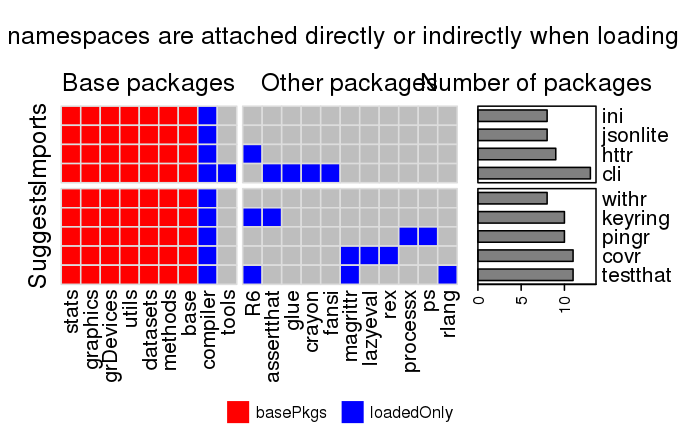 namespaces are attached directly or indirectly when loading
Base packages
Other packages
Number of packages
Imports
Suggests
ini
jsonlite
httr
cli
withr
keyring
pingr
covr
testthat
stats
graphics
grDevices
utils
datasets
methods
base
compiler
tools
R6
assertthat
glue
crayon
fansi
magrittr
lazyeval
rex
processx
ps
rlang
0
5
10
basePkgs
loadedOnly